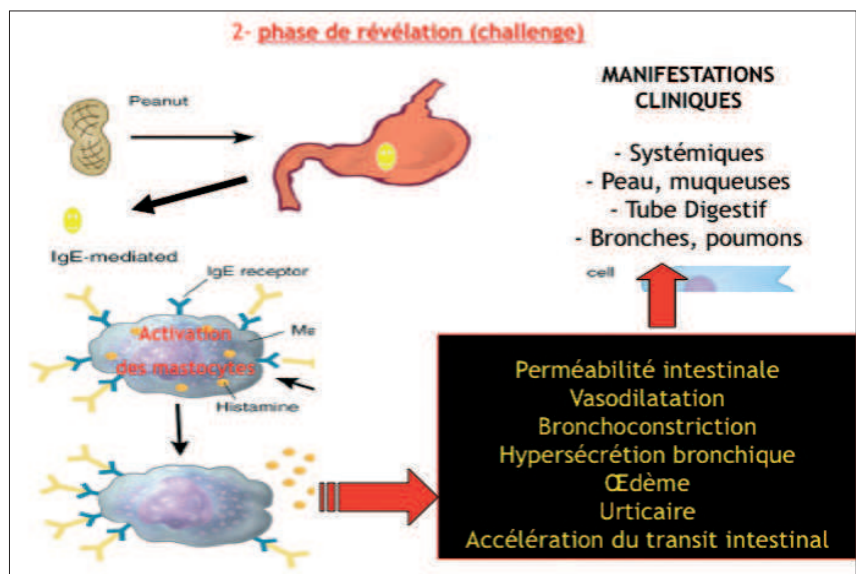 2- phase de révélation (challenge)
Peanut
IgE-mediated
IgE receptor
Activation
des mastocytes
Me
Histamine
MANIFESTATIONS
CLINIQUES
- Systémiques
- Peau, muqueuses
- Tube Digestif
- Bronches, poumons
cell
Perméabilité intestinale
Vasodilatation
Bronchoconstriction
Hypersécrétion bronchique
Œdème
Urticaire
Accélération du transit intestinal